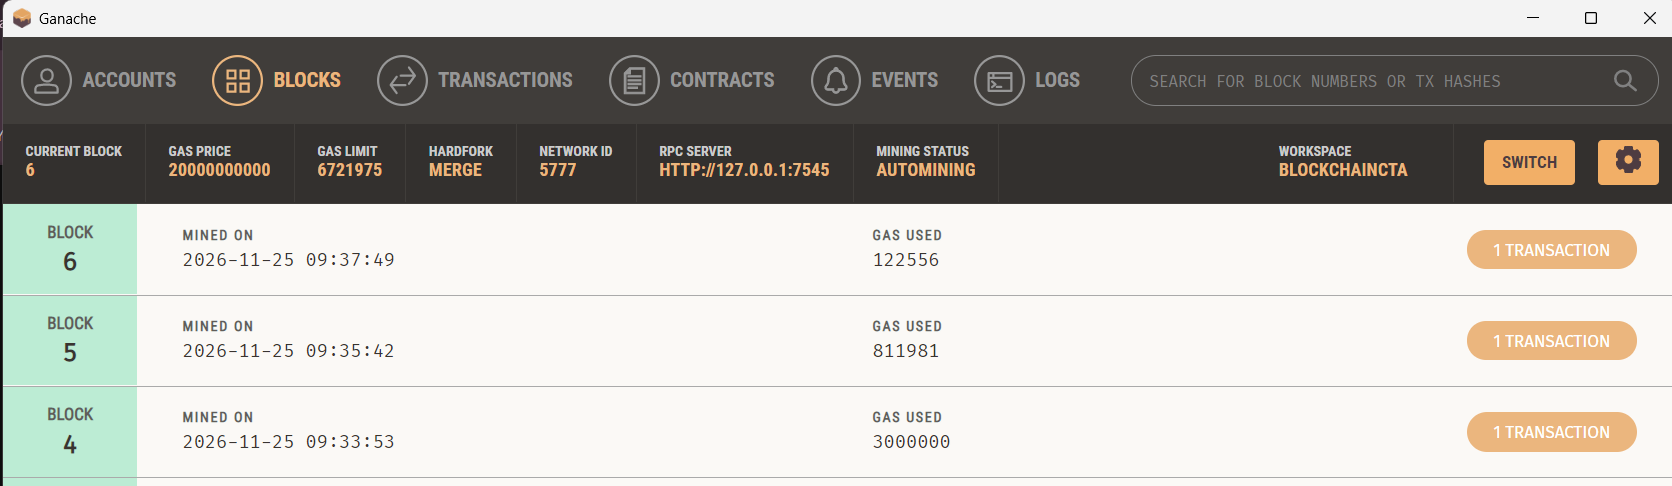 Ganache
ACCOUNTS BLOCKS TRANSACTIONS CONTRACTS EVENTS LOGS SEARCH FOR BLOCK NUMBERS OR TX HASHES
CURRENT BLOCK GAS PRICE GAS LIMIT HARDFORK NETWORK ID RPC SERVER MINING STATUS WORKSPACE SWITCH
6 20000000000 6721975 MERGE 5777 HTTP://127.0.0.1:7545 AUTOMINING BLOCKCHAINCTA
BLOCK MINED ON GAS USED 1 TRANSACTION
6 2026-11-25 09:37:49 122556
BLOCK MINED ON GAS USED 1 TRANSACTION
5 2026-11-25 09:35:42 811981
BLOCK MINED ON GAS USED 1 TRANSACTION
4 2026-11-25 09:33:53 3000000